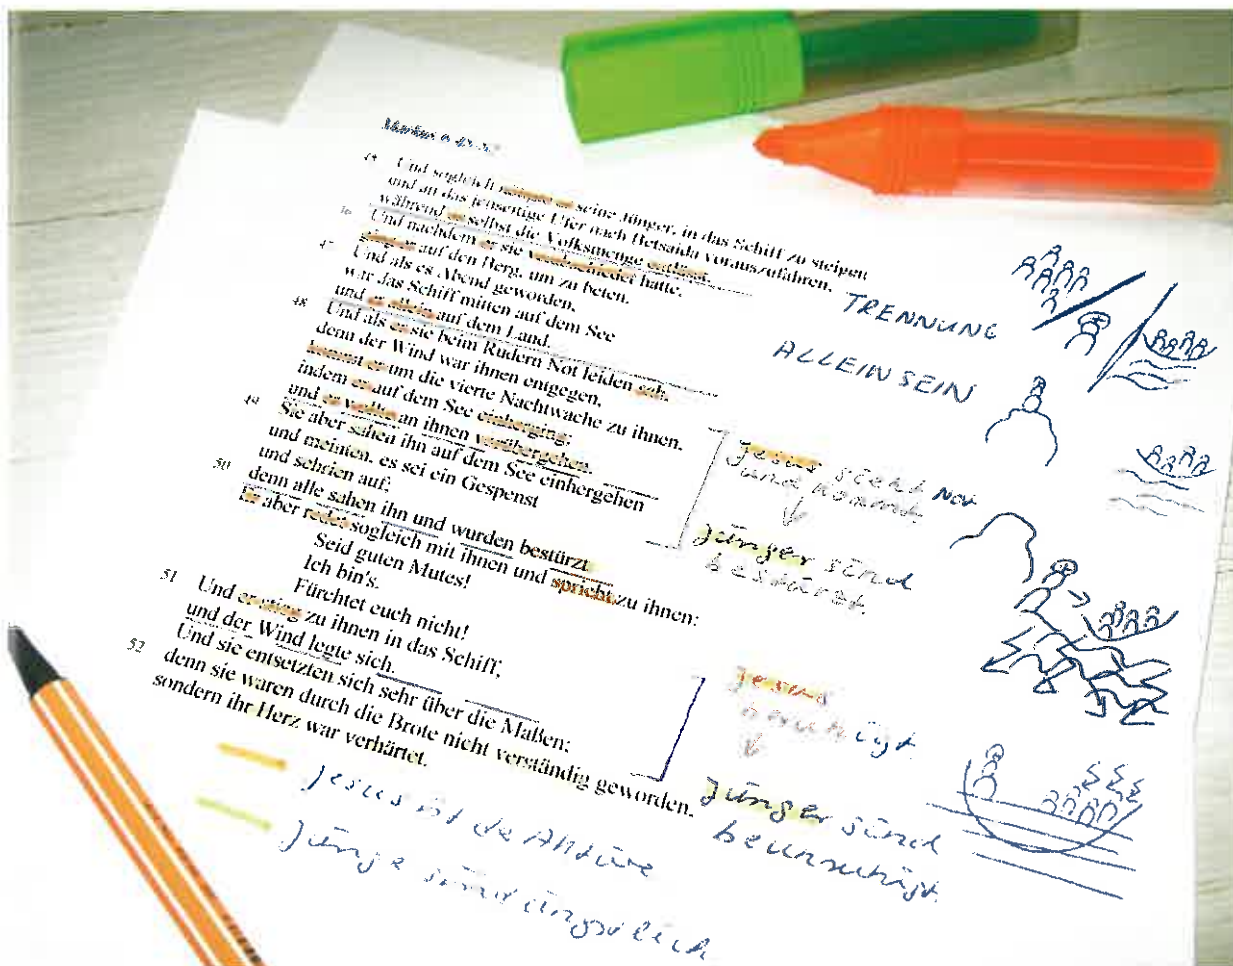 Markus 6
45 Und sogleich er seine Jünger, in das Schiff zu steigen
und an das jenseitige Ufer nach Betsaida vorauszufahren,
während er selbst die Volksmenge entlässt.
Und nachdem er sie verabschiedet hatte,
auf den Berg, um zu beten.
47 Und als es Abend geworden,
war das Schiff mitten auf dem See
und er allein auf dem Land.
48 Und als er sie beim Rudern Not leiden sah,
denn der Wind war ihnen entgegen,
kommt er um die vierte Nachtwache zu ihnen,
indem er auf dem See einherging;
und er wollte an ihnen vorübergehen.
49 Sie aber sahen ihn auf dem See einhergehen
und meinten, es sei ein Gespenst
und schrien auf;
50 denn alle sahen ihn und wurden bestürzt.
Er aber redet sogleich mit ihnen und spricht zu ihnen:
Seid guten Mutes!
Ich bin's.
Fürchtet euch nicht!
51 Und er stieg zu ihnen in das Schiff,
und der Wind legte sich.
Und sie entsetzten sich sehr über die Maßen;
52 denn sie waren durch die Brote nicht verständig geworden,
sondern ihr Herz war verhärtet.
TRENNUNG
ALLEINSEIN
Jesus sieht Not
und kommt.
Jünger sind
bestürzt.
Jesus
beruhigt
Jünger sind
beunruhigt.
Jesus ist de Aktive
Jünge sind ängstlich